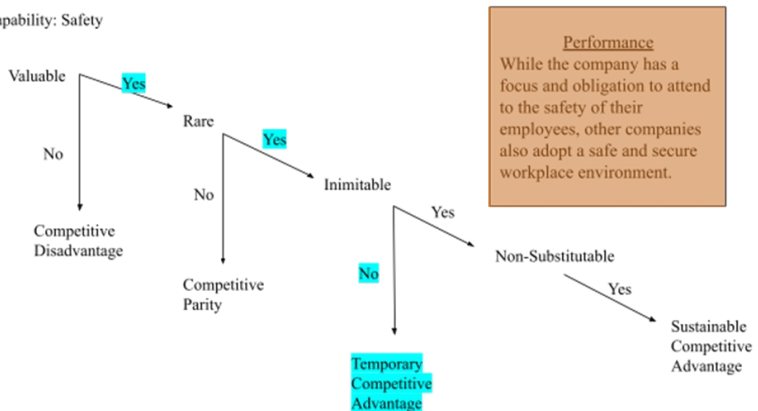 apability: Safety
Performance
While the company has a
focus and obligation to attend
to the safety of their
employees, other companies
also adopt a safe and secure
workplace environment.
Valuable
Yes
Rare
No
Yes
Inimitable
No
Yes
Competitive
Disadvantage
Non-Substitutable
Competitive
Parity
No
Yes
Sustainable
Competitive
Advantage
Temporary
Competitive
Advantage